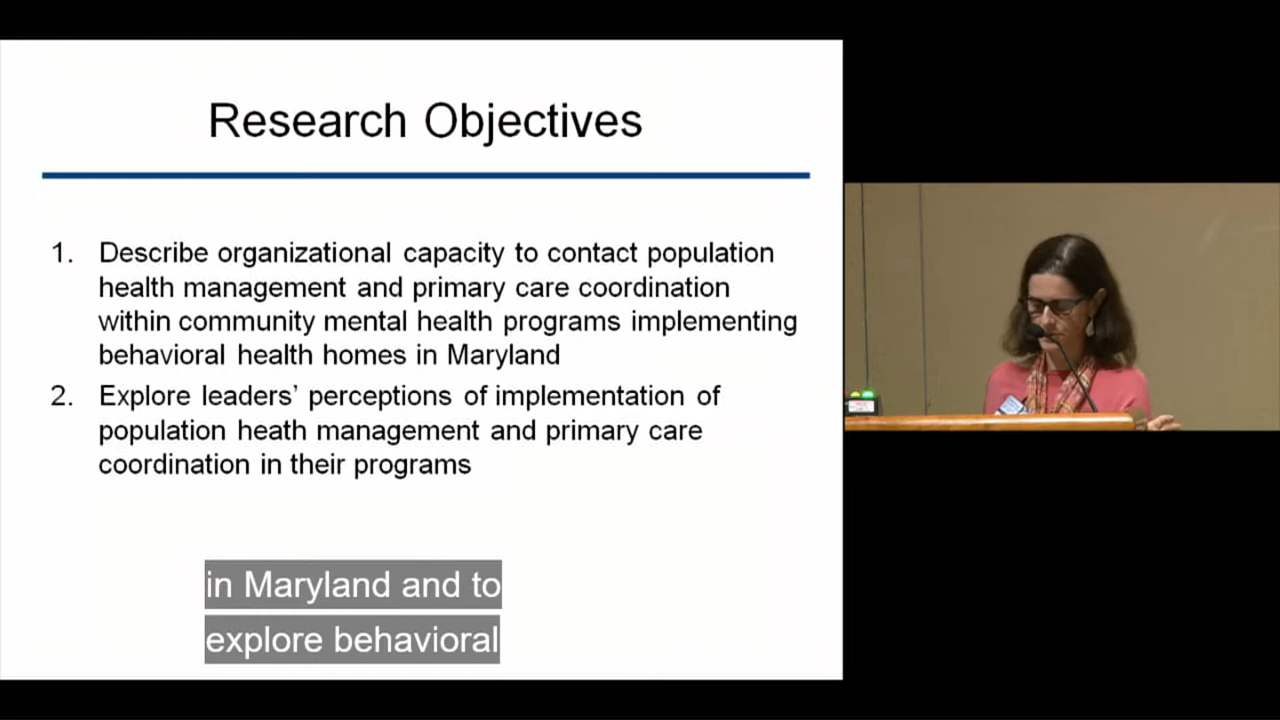 Research Objectives
1. Describe organizational capacity to contact population
health management and primary care coordination
within community mental health programs implementing
behavioral health homes in Maryland
2. Explore leaders’ perceptions of implementation of
population heath management and primary care
coordination in their programs
in Maryland and to
explore behavioral